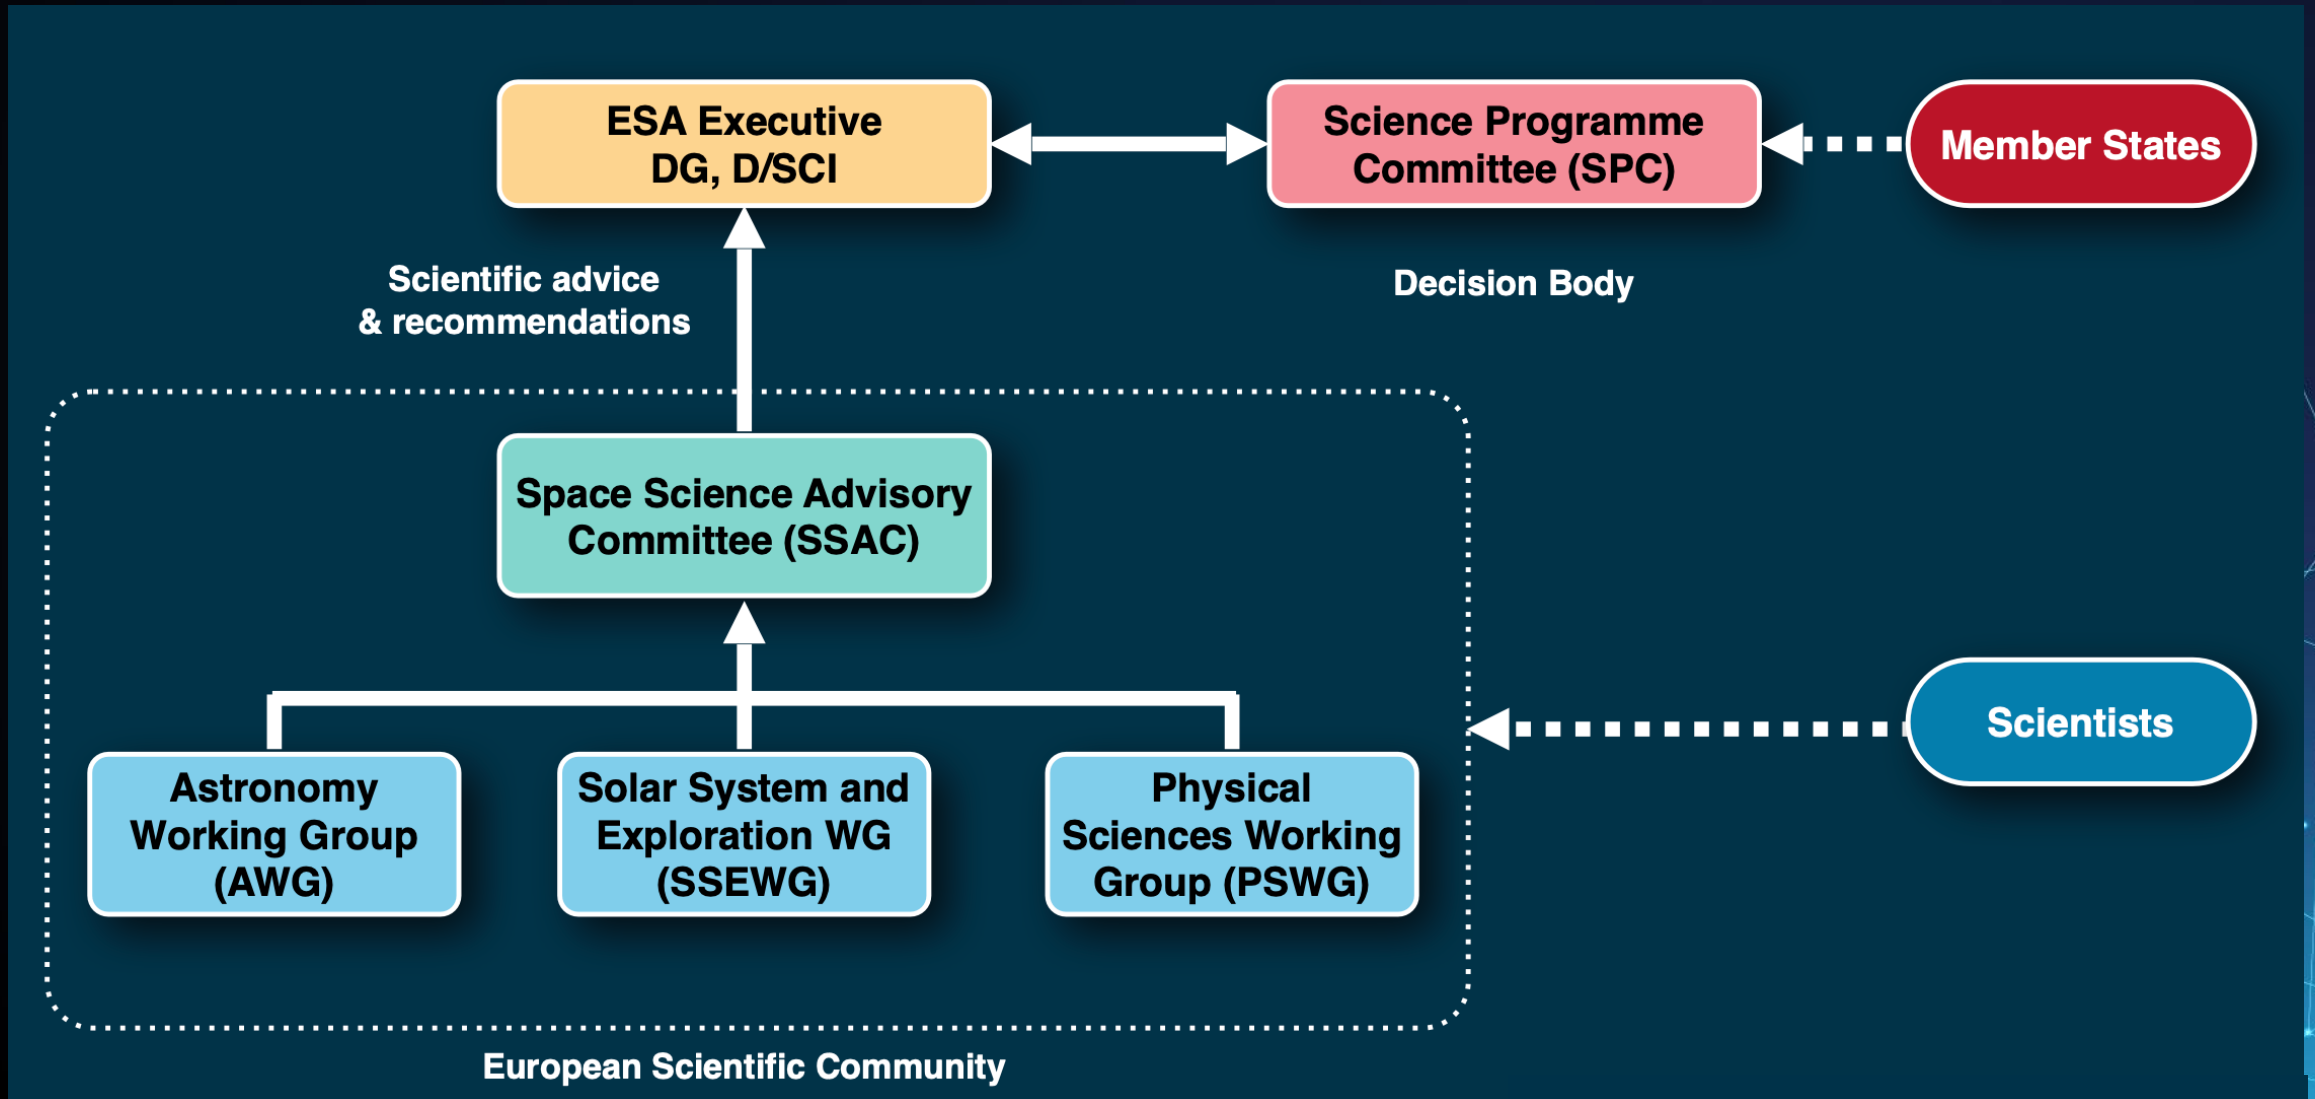 ESA Executive
DG, D/SCI
Science Programme
Committee (SPC)
Member States
Scientific advice
& recommendations
Decision Body
Space Science Advisory
Committee (SSAC)
Scientists
Astronomy
Working Group
(AWG)
Solar System and
Exploration WG
(SSEWG)
Physical
Sciences Working
Group (PSWG)
European Scientific Community